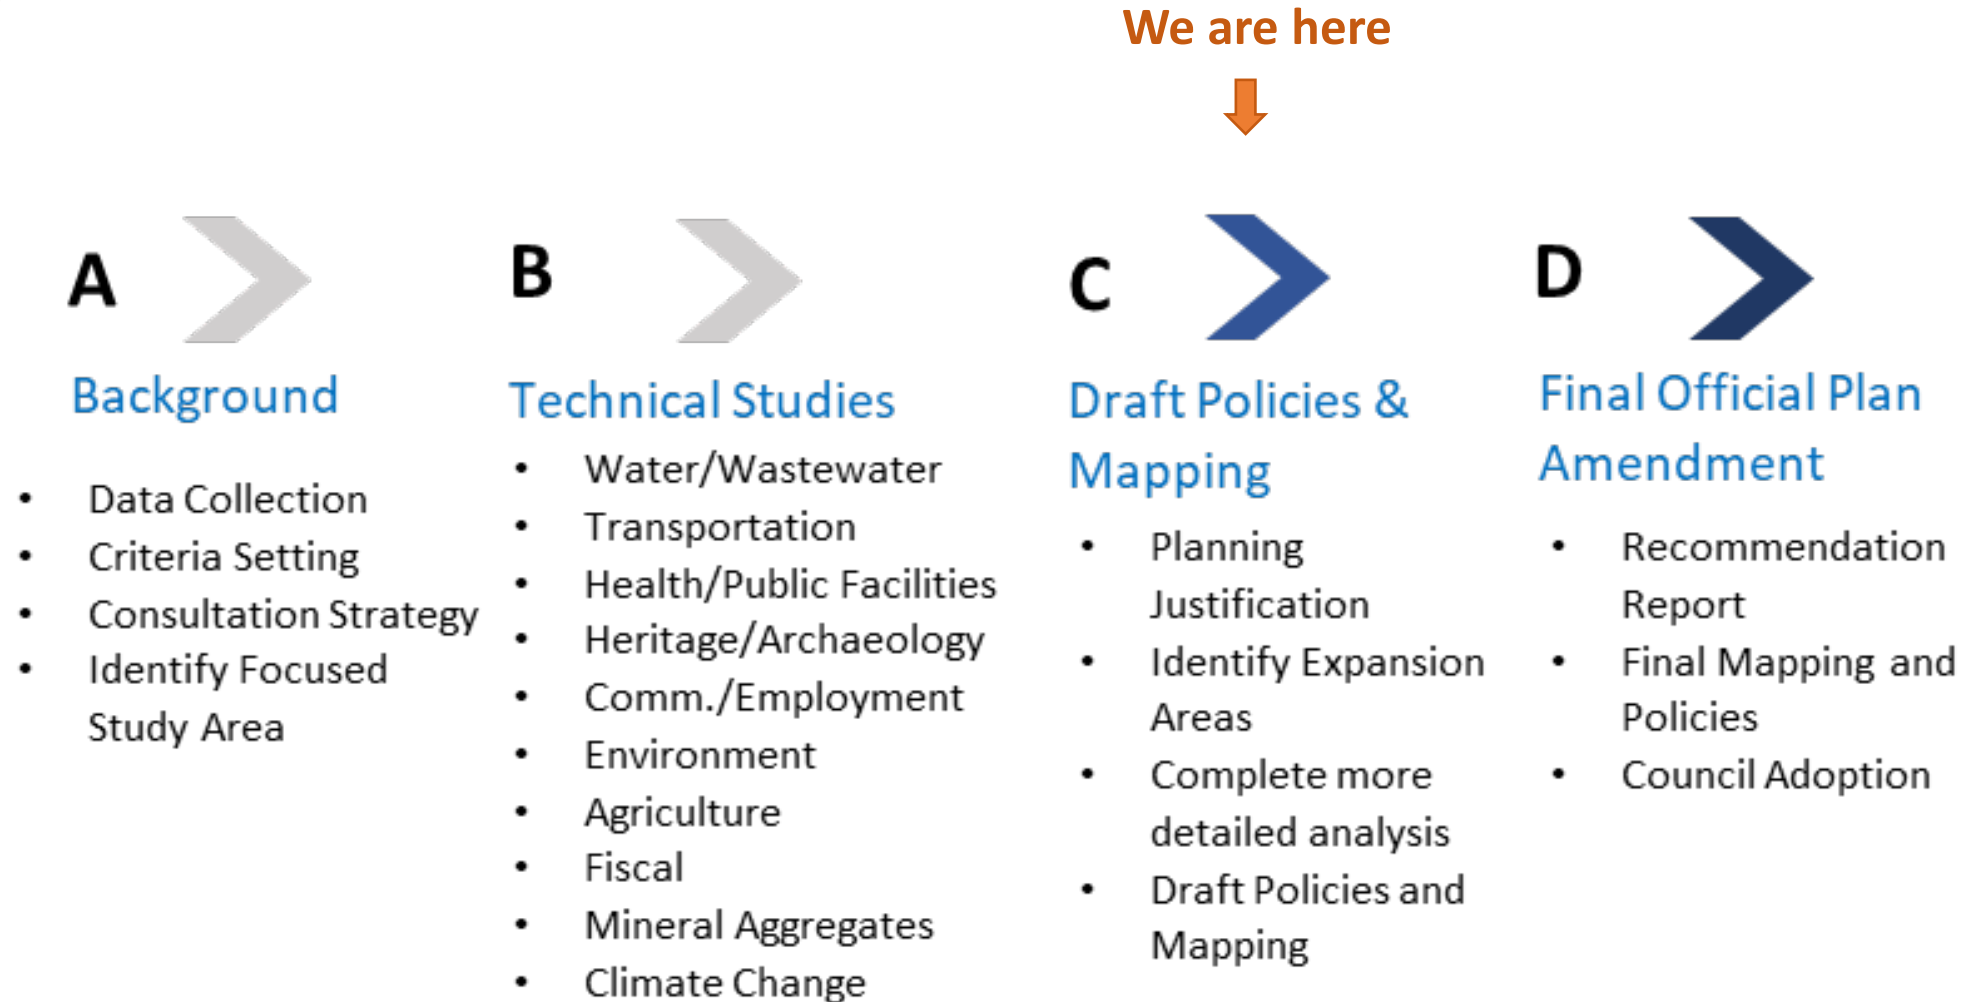 We are here
A
Background
• Data Collection
• Criteria Setting
• Consultation Strategy
• Identify Focused
Study Area
B
Technical Studies
• Water/Wastewater
• Transportation
• Health/Public Facilities
• Heritage/Archaeology
• Comm./Employment
• Environment
• Agriculture
• Fiscal
• Mineral Aggregates
• Climate Change
C
Draft Policies &
Mapping
• Planning
Justification
• Identify Expansion
Areas
• Complete more
detailed analysis
• Draft Policies and
Mapping
D
Final Official Plan
Amendment
• Recommendation
Report
• Final Mapping and
Policies
• Council Adoption